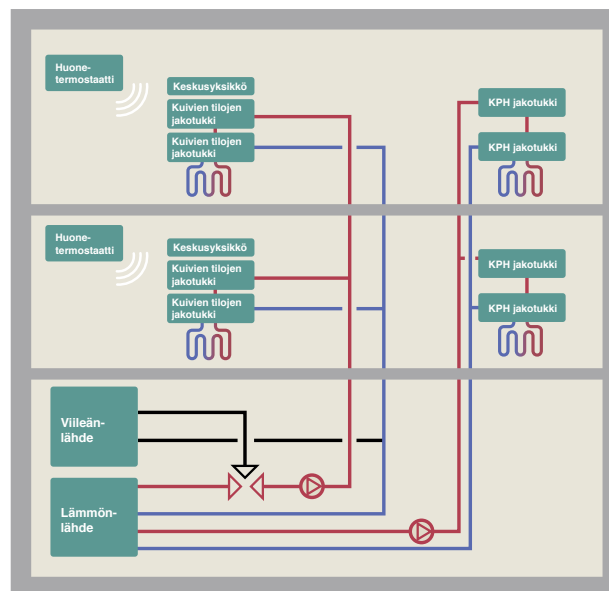 Huone-
termostaatti
Keskusyksikkö
Kuivien tilojen
jakotukki
Kuivien tilojen
jakotukki
KPH jakotukki
KPH jakotukki
Huone-
termostaatti
Keskusyksikkö
Kuivien tilojen
jakotukki
Kuivien tilojen
jakotukki
KPH jakotukki
KPH jakotukki
Viileän-
lähde
Lämmön-
lähde